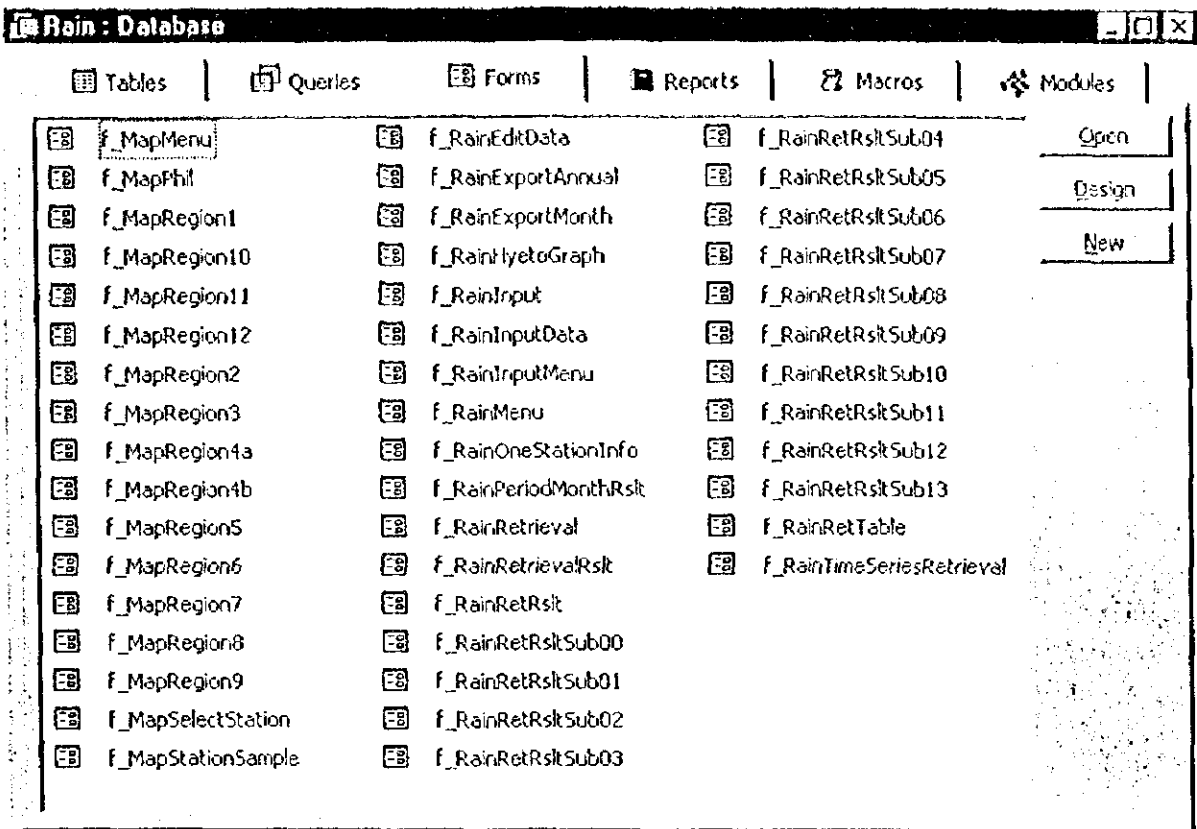 Rain : Database
Tables Queries Forms Reports Macros Modules
f_MapMenu
f_MapPhil
f_MapRegion1
f_MapRegion10
f_MapRegion11
f_MapRegion12
f_MapRegion2
f_MapRegion3
f_MapRegion4a
f_MapRegion4b
f_MapRegion5
f_MapRegion6
f_MapRegion7
f_MapRegion8
f_MapRegion9
f_MapSelectStation
f_MapStationSample
f_RainEditData
f_RainExportAnnual
f_RainExportMonth
f_RainHyetoGraph
f_RainInput
f_RainInputData
f_RainInputMenu
f_RainMenu
f_RainOneStationInfo
f_RainPeriodMonthRslt
f_RainRetrieval
f_RainRetrievalRslt
f_RainRetRslt
f_RainRetRsltSub00
f_RainRetRsltSub01
f_RainRetRsltSub02
f_RainRetRsltSub03
f_RainRetRsltSub04
f_RainRetRsltSub05
f_RainRetRsltSub06
f_RainRetRsltSub07
f_RainRetRsltSub08
f_RainRetRsltSub09
f_RainRetRsltSub10
f_RainRetRsltSub11
f_RainRetRsltSub12
f_RainRetRsltSub13
f_RainRetTable
f_RainTimeSeriesRetrieval
Open
Design
New